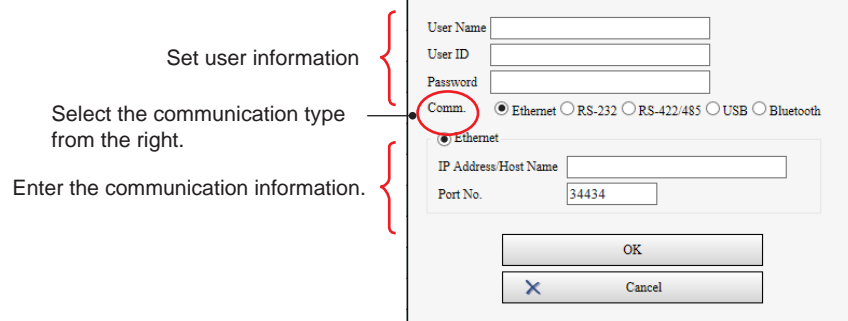 Set user information
User Name
User ID
Password
Select the communication type
from the right.
Comm. Ethernet RS-232 RS-422/485 USB Bluetooth
Ethernet
Enter the communication information.
IP Address/Host Name
Port No. 34434
OK
Cancel